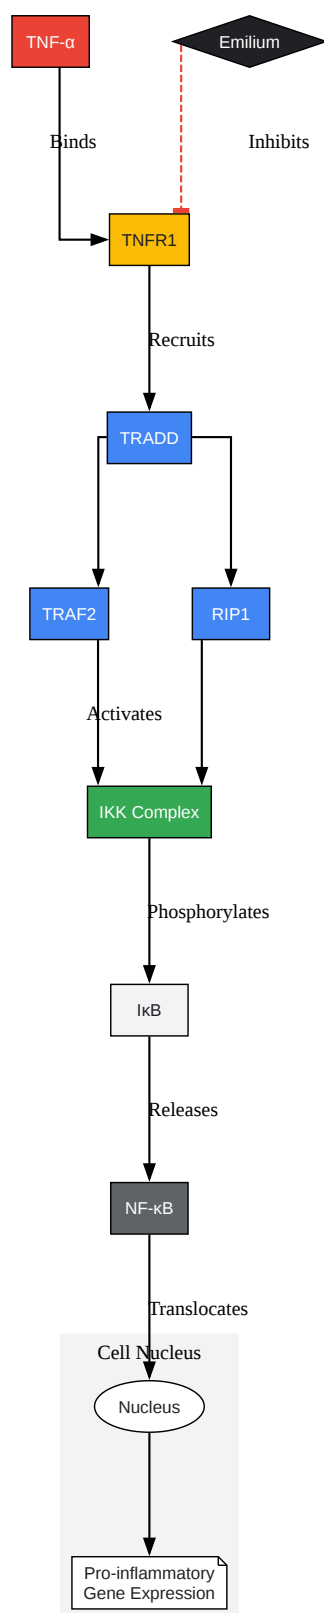 TNF-α
Emilium
Binds
Inhibits
TNFR1
Recruits
TRADD
TRAF2
RIP1
Activates
IKK Complex
Phosphorylates
IκB
Releases
NF-κB
Translocates
Cell Nucleus
Nucleus
Pro-inflammatory
Gene Expression